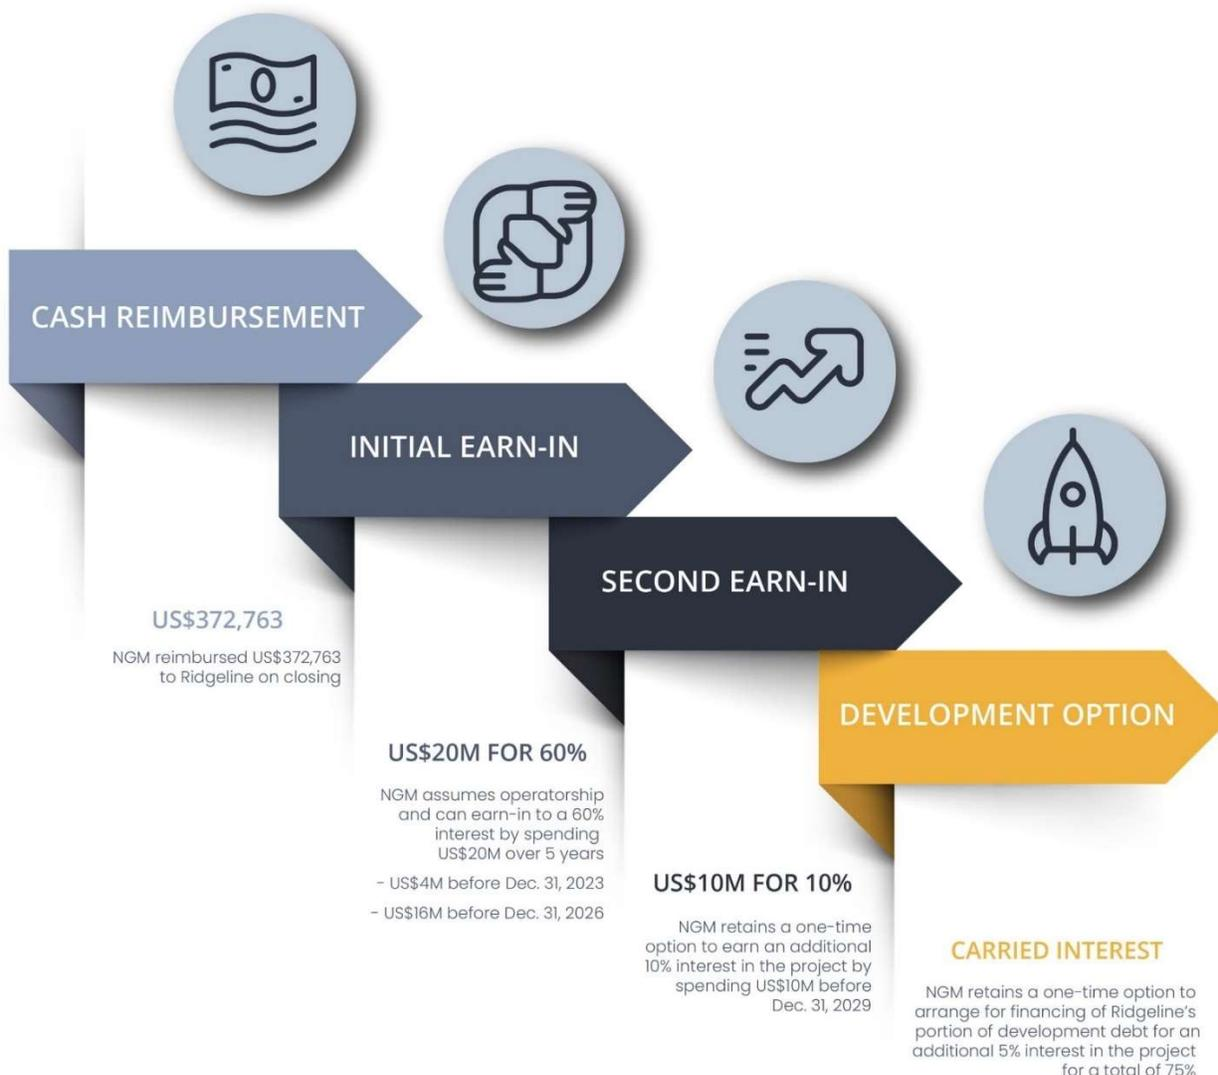 CASH REIMBURSEMENT
US$372,763
NGM reimbursed US$372,763
to Ridgeline on closing
INITIAL EARN-IN
US$20M FOR 60%
NGM assumes operatorship
and can earn-in to a 60%
interest by spending
US$20M over 5 years
- US$4M before Dec. 31, 2023
- US$16M before Dec. 31, 2026
SECOND EARN-IN
US$10M FOR 10%
NGM retains a one-time
option to earn an additional
10% interest in the project by
spending US$10M before
Dec. 31, 2029
DEVELOPMENT OPTION
CARRIED INTEREST
NGM retains a one-time option to
arrange for financing of Ridgeline's
portion of development debt for an
additional 5% interest in the project
for a total of 75%